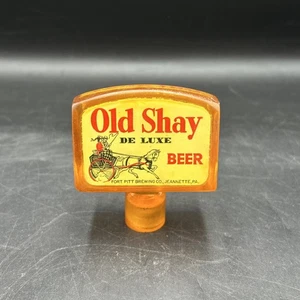 Old Shay
DE LUXE
BEER
FORT PITT BREWING CO., JEANNETTE, PA.